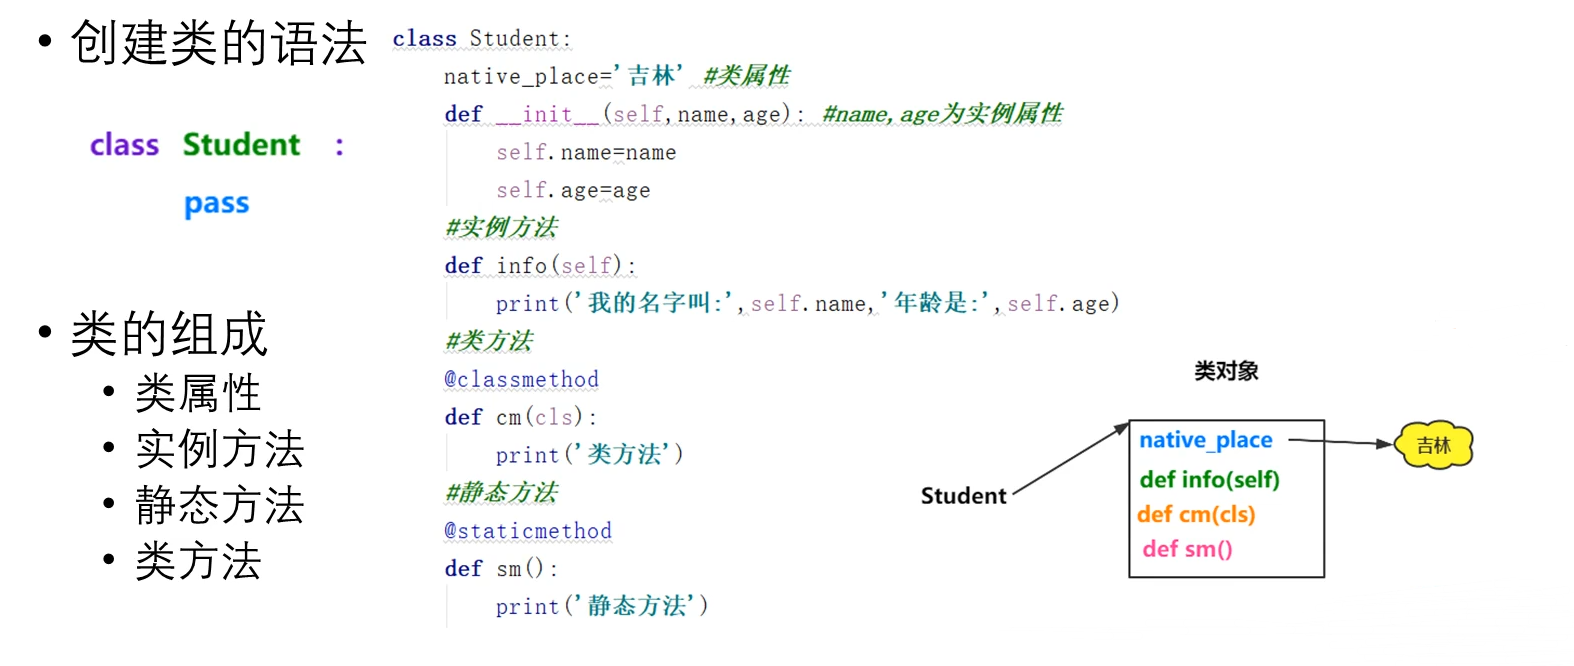 • 创建类的语法
class Student :
pass
• 类的组成
• 类属性
• 实例方法
• 静态方法
• 类方法
class Student:
native_place='吉林' #类属性
def __init__(self,name,age): #name,age为实例属性
self.name=name
self.age=age
#实例方法
def info(self):
print('我的名字叫:',self.name,'年龄是:',self.age)
#类方法
@classmethod
def cm(cls):
print('类方法')
#静态方法
@staticmethod
def sm():
print('静态方法')
类对象
Student
native_place
吉林
def info(self)
def cm(cls)
def sm()